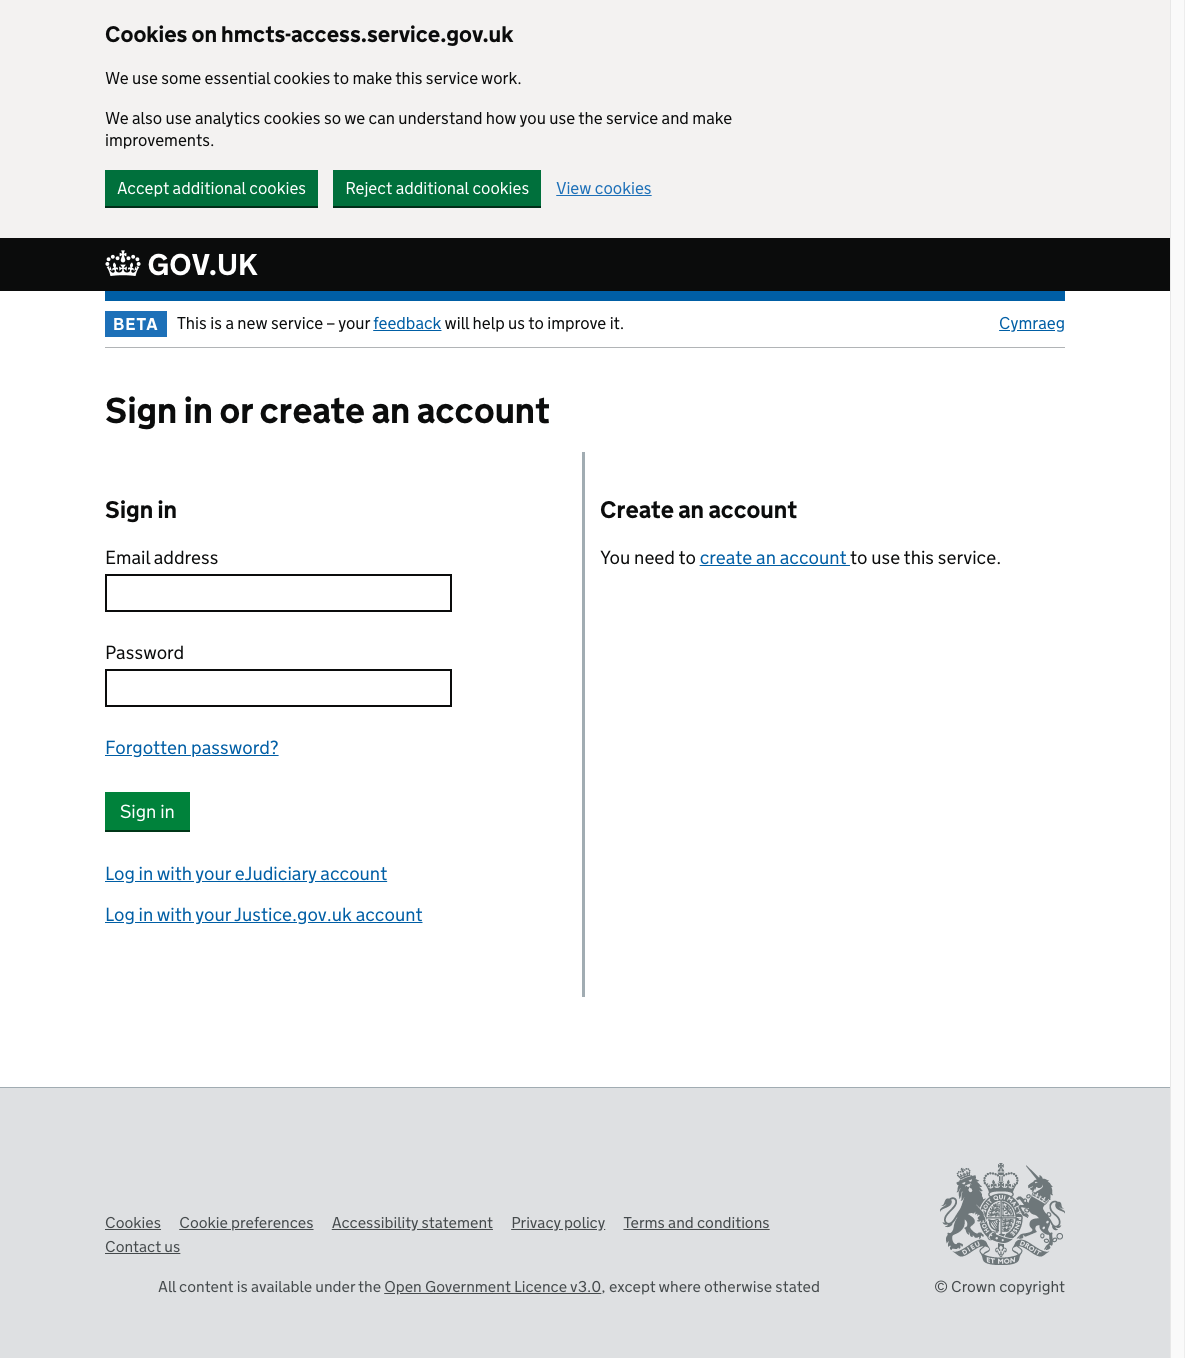 Cookies on hmcts-access.service.gov.uk
We use some essential cookies to make this service work.
We also use analytics cookies so we can understand how you use the service and make
improvements.
Accept additional cookies Reject additional cookies View cookies
GOV.UK
BETA This is a new service – your feedback will help us to improve it. Cymraeg
Sign in or create an account
Sign in
Email address
Password
Forgotten password?
Sign in
Log in with your eJudiciary account
Log in with your Justice.gov.uk account
Create an account
You need to create an account to use this service.
Cookies Cookie preferences Accessibility statement Privacy policy Terms and conditions
Contact us
All content is available under the Open Government Licence v3.0, except where otherwise stated
DIEU ET MON DROIT
© Crown copyright